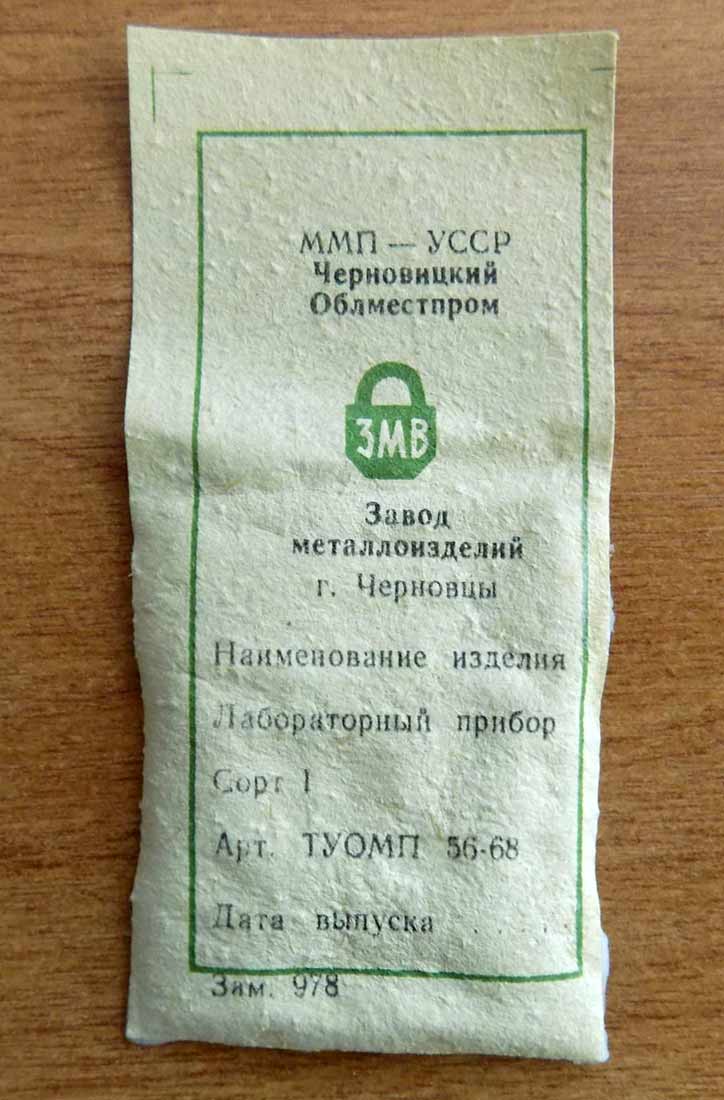 ММП — УССР
Черновицкий
Облместпром
ЗМВ
Завод
металлоизделий
г. Черновцы
Наименование изделия
Лабораторный прибор
Сорт 1
Арт. ТУОМП 56-68
Дата выпуска . . . . .
Зам. 978